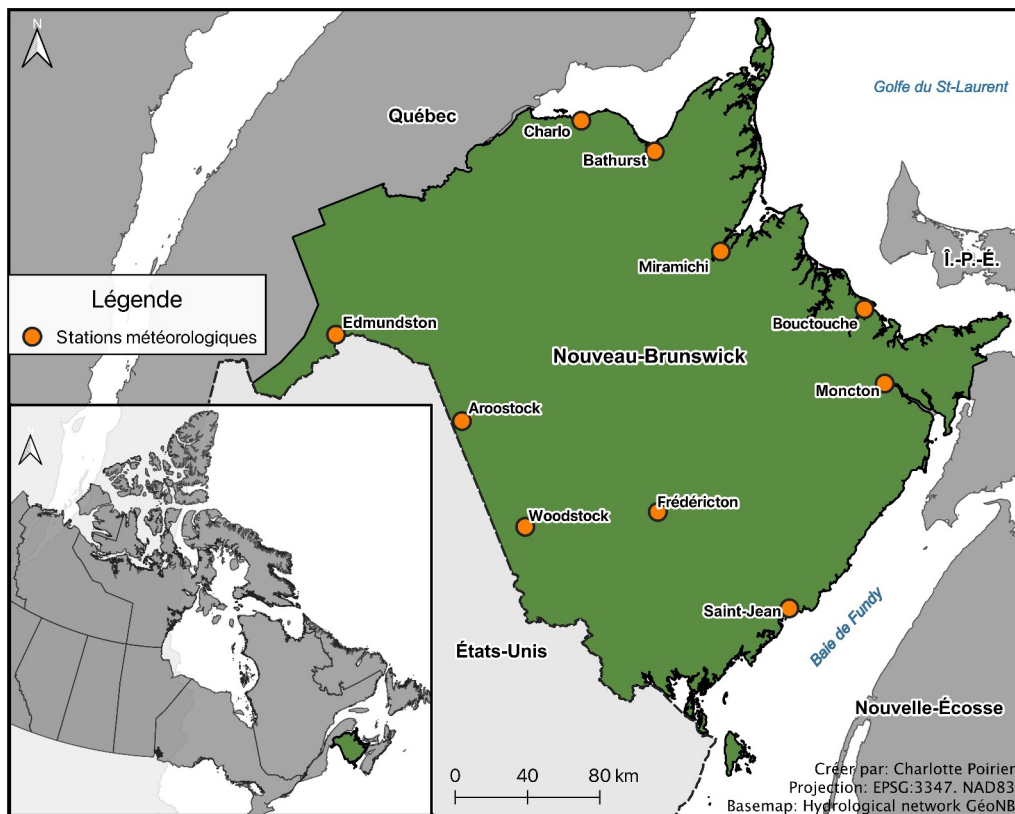 N
Golfe du St-Laurent
Québec
Charlo
Bathurst
Î.-P.-É.
Miramichi
Légende
Stations météorologiques
Edmundston
Bouctouche
Nouveau-Brunswick
Moncton
Aroostock
N
Frédéricton
Woodstock
Saint-Jean
Baie de Fundy
États-Unis
Nouvelle-Écosse
0 40 80 km
Créer par: Charlotte Poirier
Projection: EPSG:3347. NAD83
Basemap: Hydrological network GéoNB